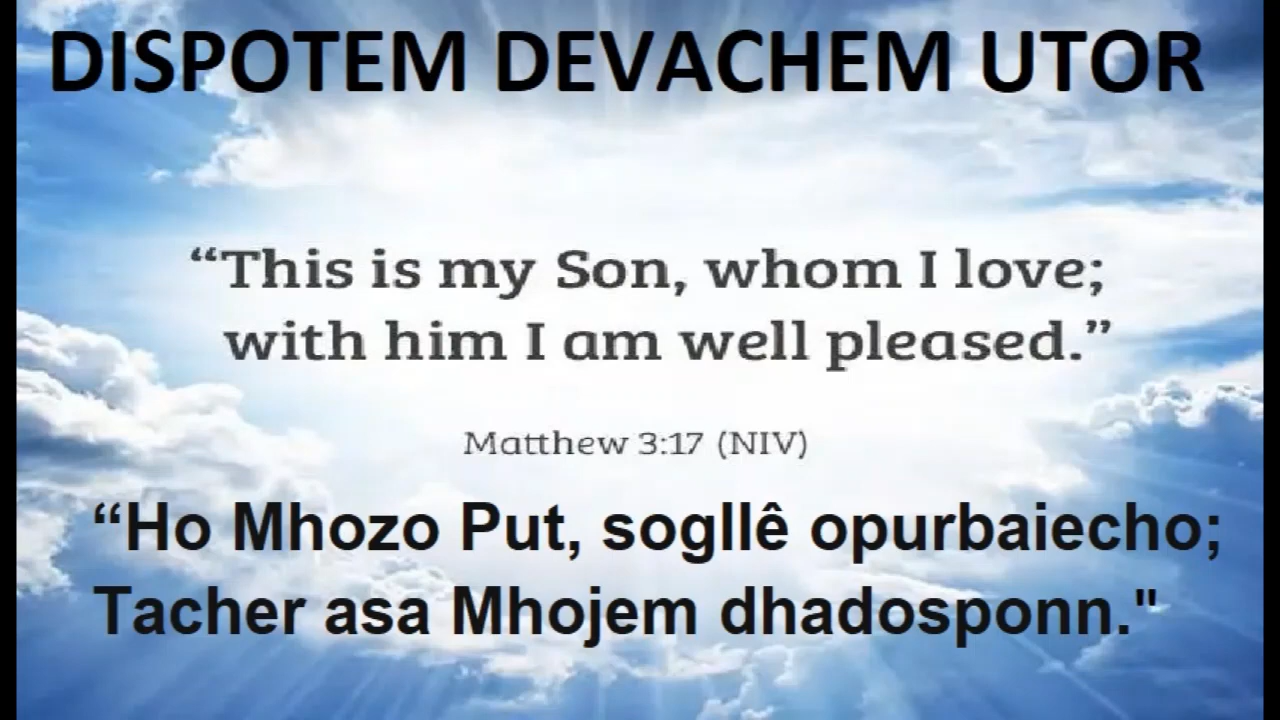 DISPOTEM DEVACHEM UTOR
“This is my Son, whom I love;
with him I am well pleased.”
Matthew 3:17 (NIV)
“Ho Mhozo Put, sogllê opurbaiecho;
Tacher asa Mhojem dhadosponn."